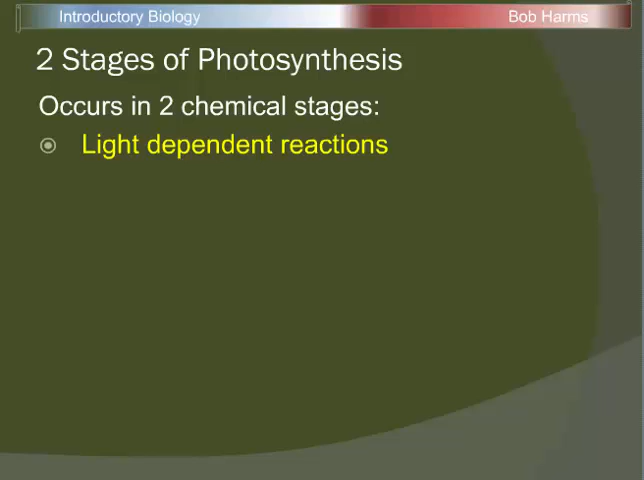 Introductory Biology
Bob Harms
2 Stages of Photosynthesis
Occurs in 2 chemical stages:
Light dependent reactions